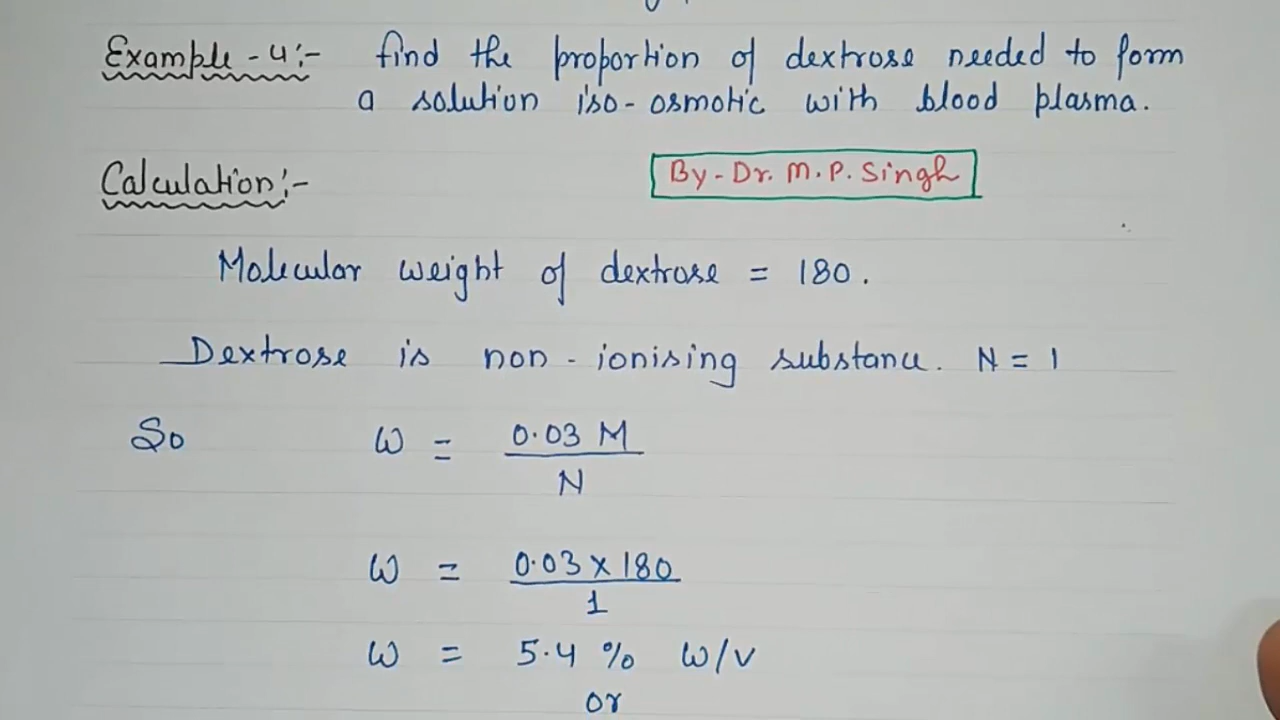 Example - 4 :- find the proportion of dextrose needed to form
a solution iso-osmotic with blood plasma.
Calculation :-
By - Dr. M. P. Singh
Molecular weight of dextrose = 180.
Dextrose is non-ionising substance. N = 1
So W = 0.03 M
N
W = 0.03 x 180
1
W = 5.4 % W/V
or